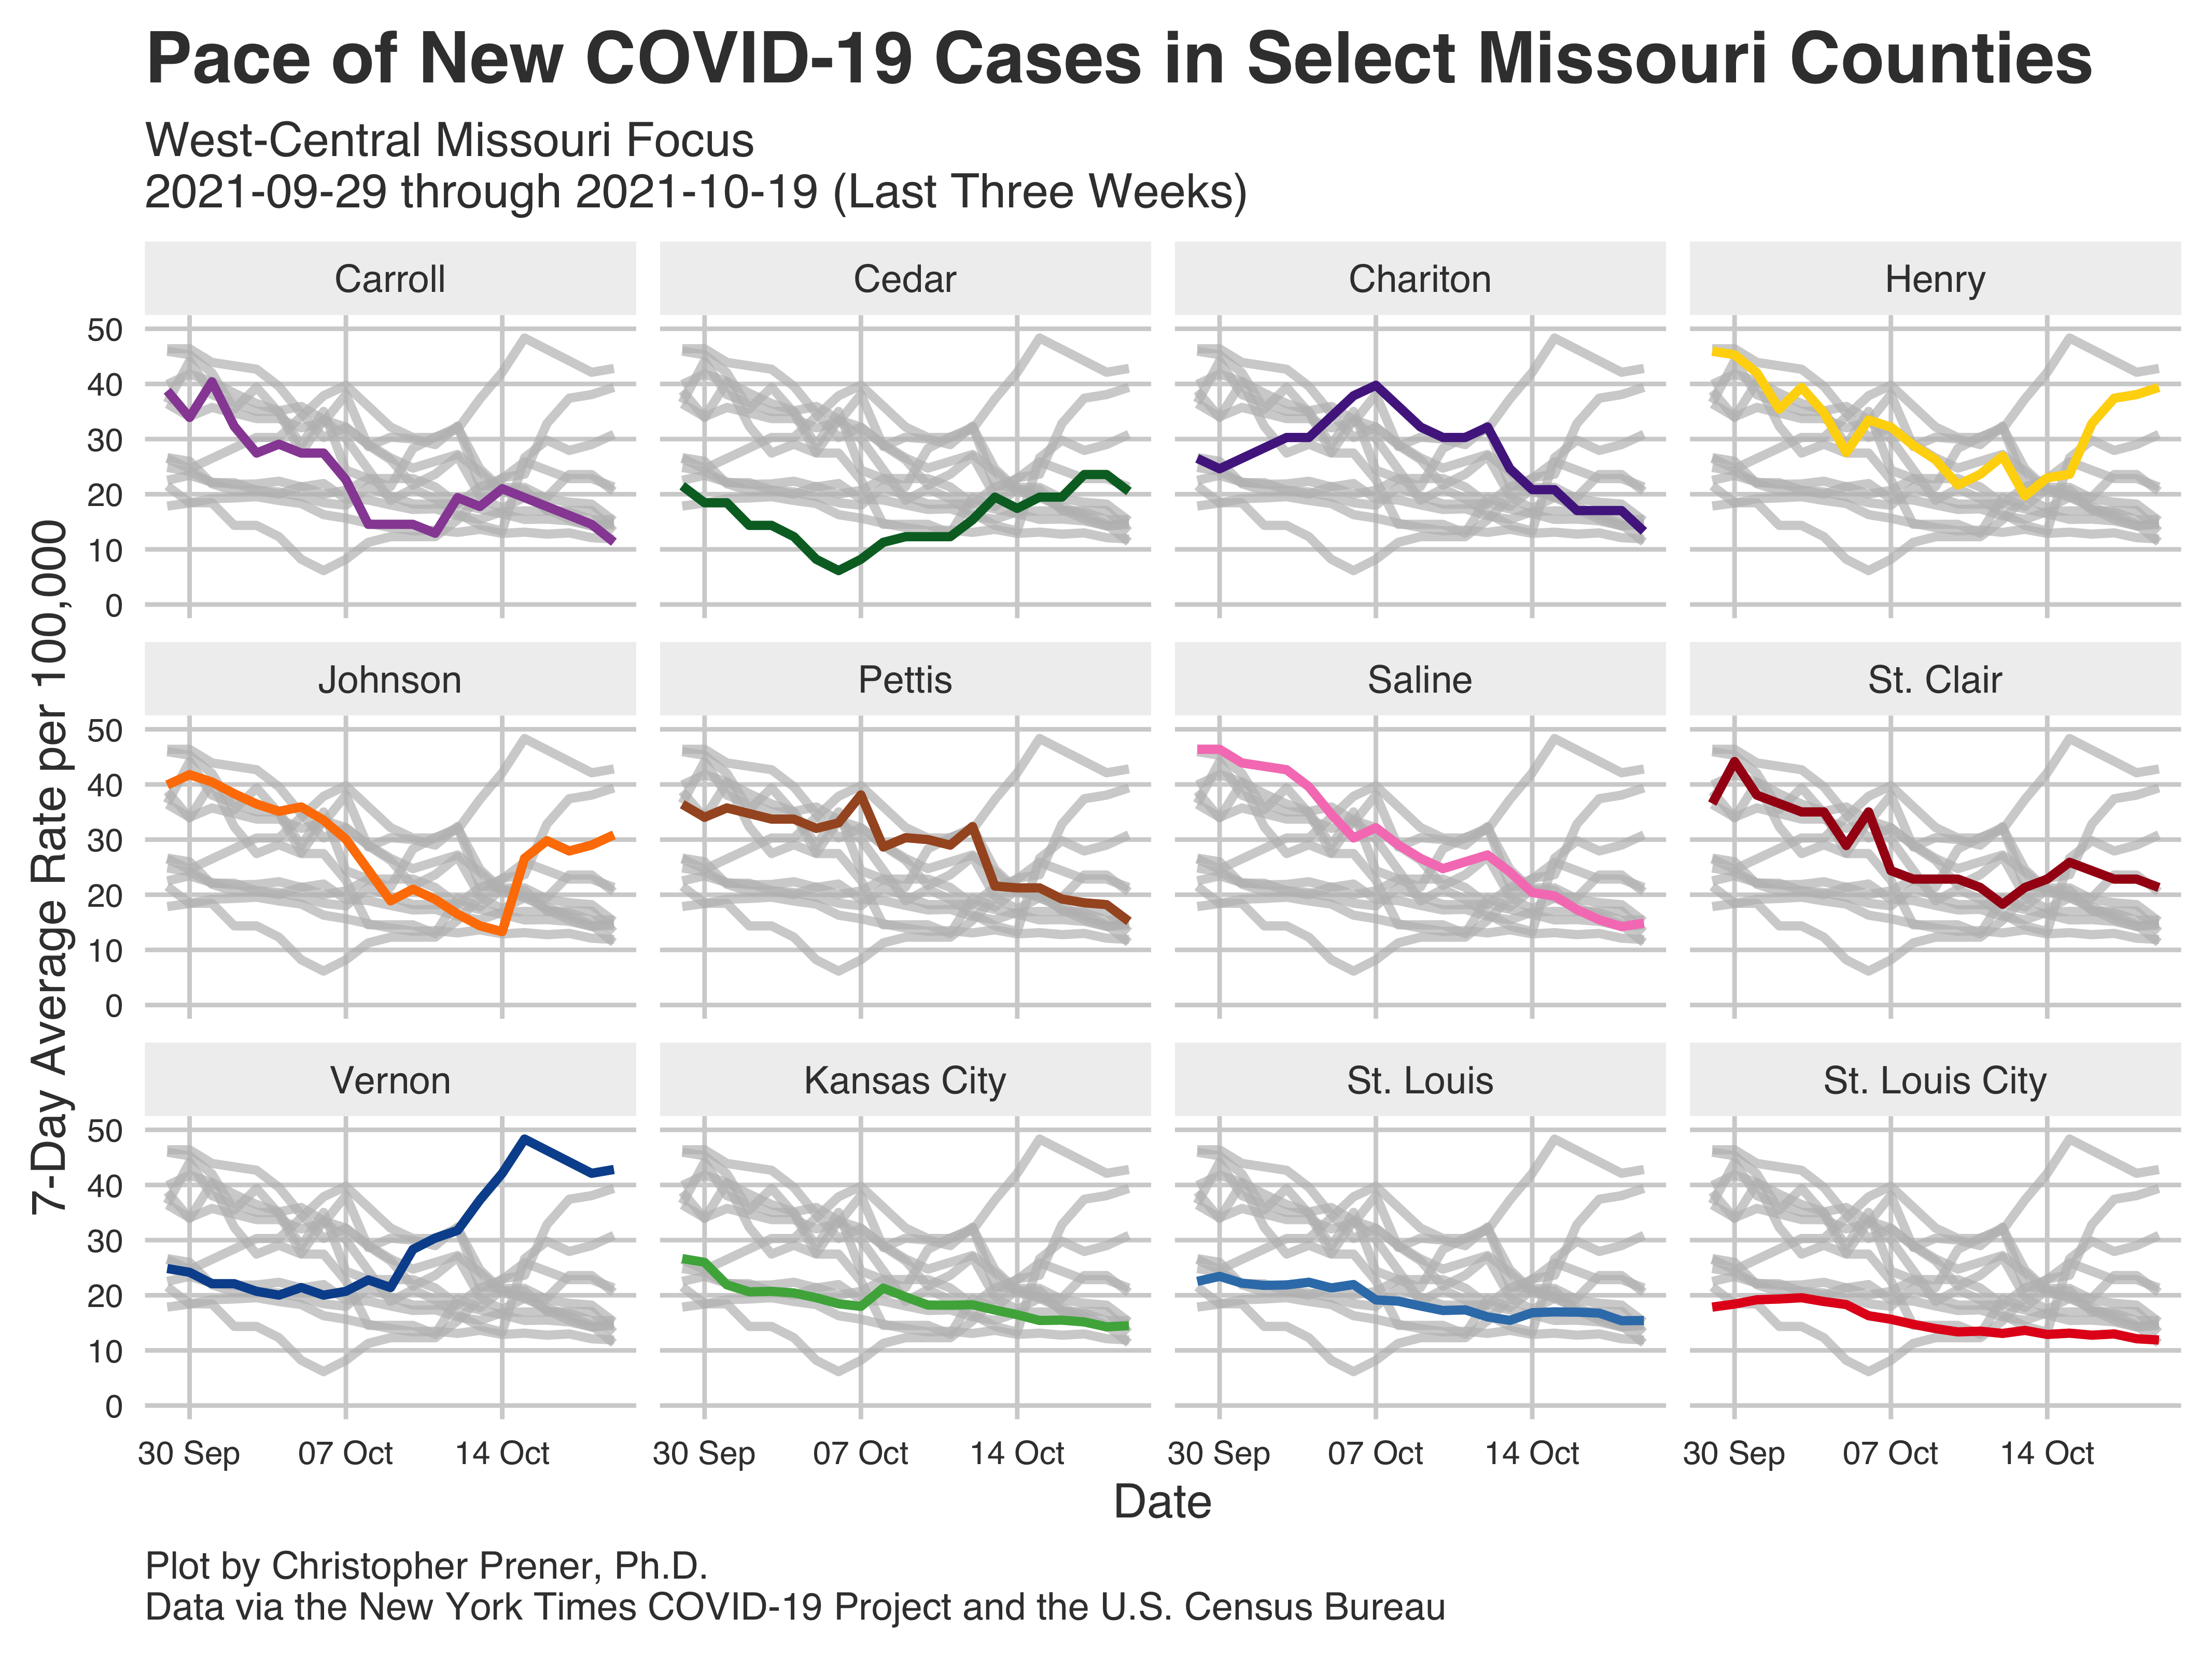 Pace of New COVID-19 Cases in Select Missouri Counties
West-Central Missouri Focus
2021-09-29 through 2021-10-19 (Last Three Weeks)
Carroll
Cedar
Chariton
Henry
50
40
30
20
10
0
Johnson
Pettis
Saline
St. Clair
50
40
30
20
10
0
Vernon
Kansas City
St. Louis
St. Louis City
50
40
30
20
10
0
7-Day Average Rate per 100,000
30 Sep
07 Oct
14 Oct
30 Sep
07 Oct
14 Oct
30 Sep
07 Oct
14 Oct
30 Sep
07 Oct
14 Oct
Date
Plot by Christopher Prener, Ph.D.
Data via the New York Times COVID-19 Project and the U.S. Census Bureau